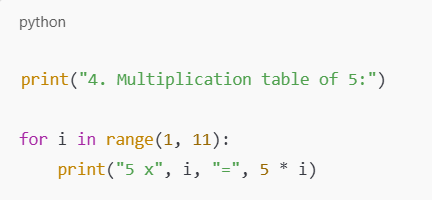 python
print("4. Multiplication table of 5:")
for i in range(1, 11):
    print("5 x", i, "=", 5 * i)